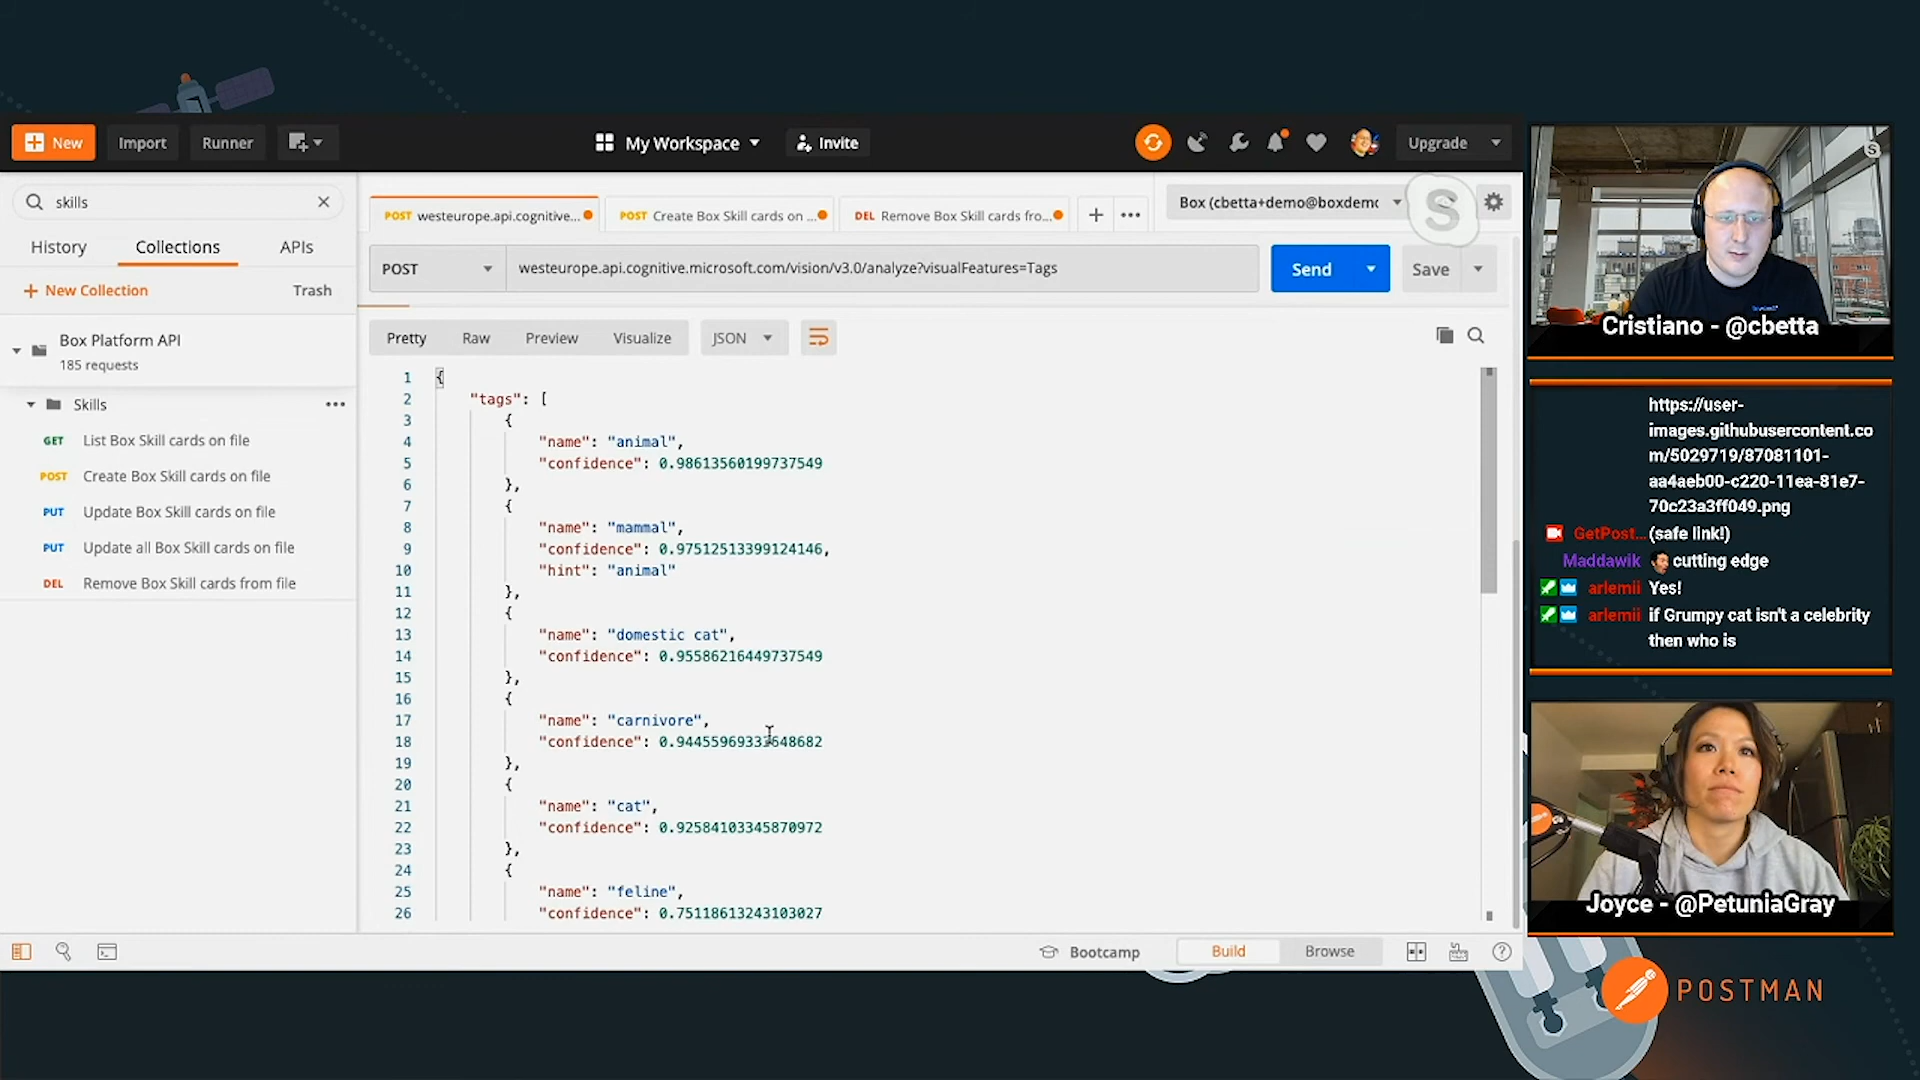 New
Import
Runner
My Workspace
Invite
Upgrade
skills
History
Collections
APIs
New Collection
Trash
Box Platform API
185 requests
Skills
GET List Box Skill cards on file
POST Create Box Skill cards on file
PUT Update Box Skill cards on file
PUT Update all Box Skill cards on file
DEL Remove Box Skill cards from file
POST westeurope.api.cognitive...
POST Create Box Skill cards on ...
DEL Remove Box Skill cards fro...
Box (cbetta+demo@boxdemc
POST
westeurope.api.cognitive.microsoft.com/vision/v3.0/analyze?visualFeatures=Tags
Send
Save
Pretty
Raw
Preview
Visualize
JSON
1 {
2 "tags": [
3 {
4 "name": "animal",
5 "confidence": 0.98613560199737549
6 },
7 {
8 "name": "mammal",
9 "confidence": 0.97512513399124146,
10 "hint": "animal"
11 },
12 {
13 "name": "domestic cat",
14 "confidence": 0.95586216449737549
15 },
16 {
17 "name": "carnivore",
18 "confidence":
19 },
20 {
21 "name": "cat",
22 "confidence": 0.92584103345870972
23 },
24 {
25 "name": "feline",
26 "confidence": 0.75118613243103027
Bootcamp
Build
Browse
S
Cristiano - @cbetta
https://user-
images.githubusercontent.co
m/5029719/87081101-
aa4aeb00-c220-11ea-81e7-
70c23a3ff049.png
GetPost... (safe link!)
Maddawik cutting edge
arlemii Yes!
arlemii if Grumpy cat isn't a celebrity
then who is
Joyce - @PetuniaGray
POSTMAN